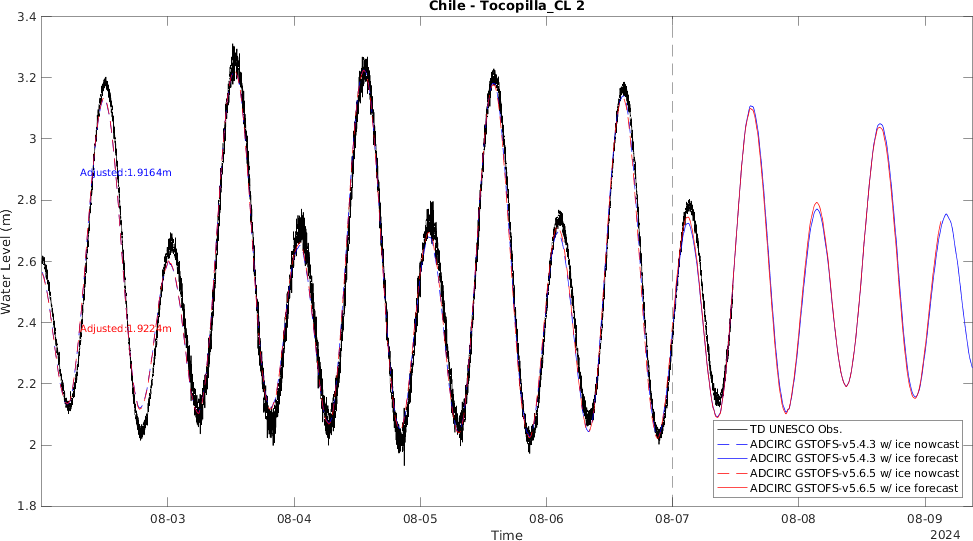 Chile - Tocopilla_CL 2
3.4
3.2
3
2.8
2.6
2.4
2.2
2
1.8
Water Level (m)
Adjusted:1.9164m
Adjusted:1.9224m
TD UNESCO Obs.
ADCIRC GSTOFS-v5.4.3 w/ ice nowcast
ADCIRC GSTOFS-v5.4.3 w/ ice forecast
ADCIRC GSTOFS-v5.6.5 w/ ice nowcast
ADCIRC GSTOFS-v5.6.5 w/ ice forecast
08-03 08-04 08-05 08-06 08-07 08-08 08-09
Time
2024